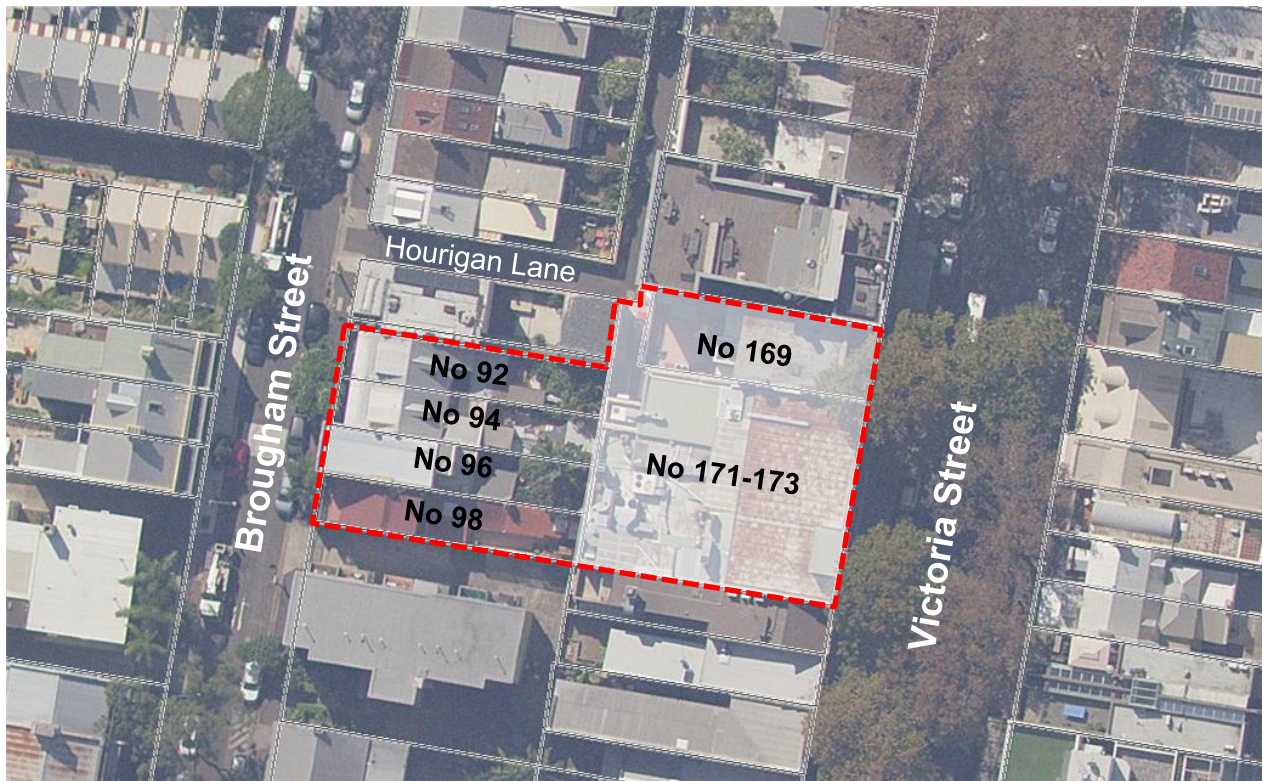 Hourigan Lane
Brougham Street
No 92
No 169
No 94
No 96
No 171-173
No 98
Victoria Street